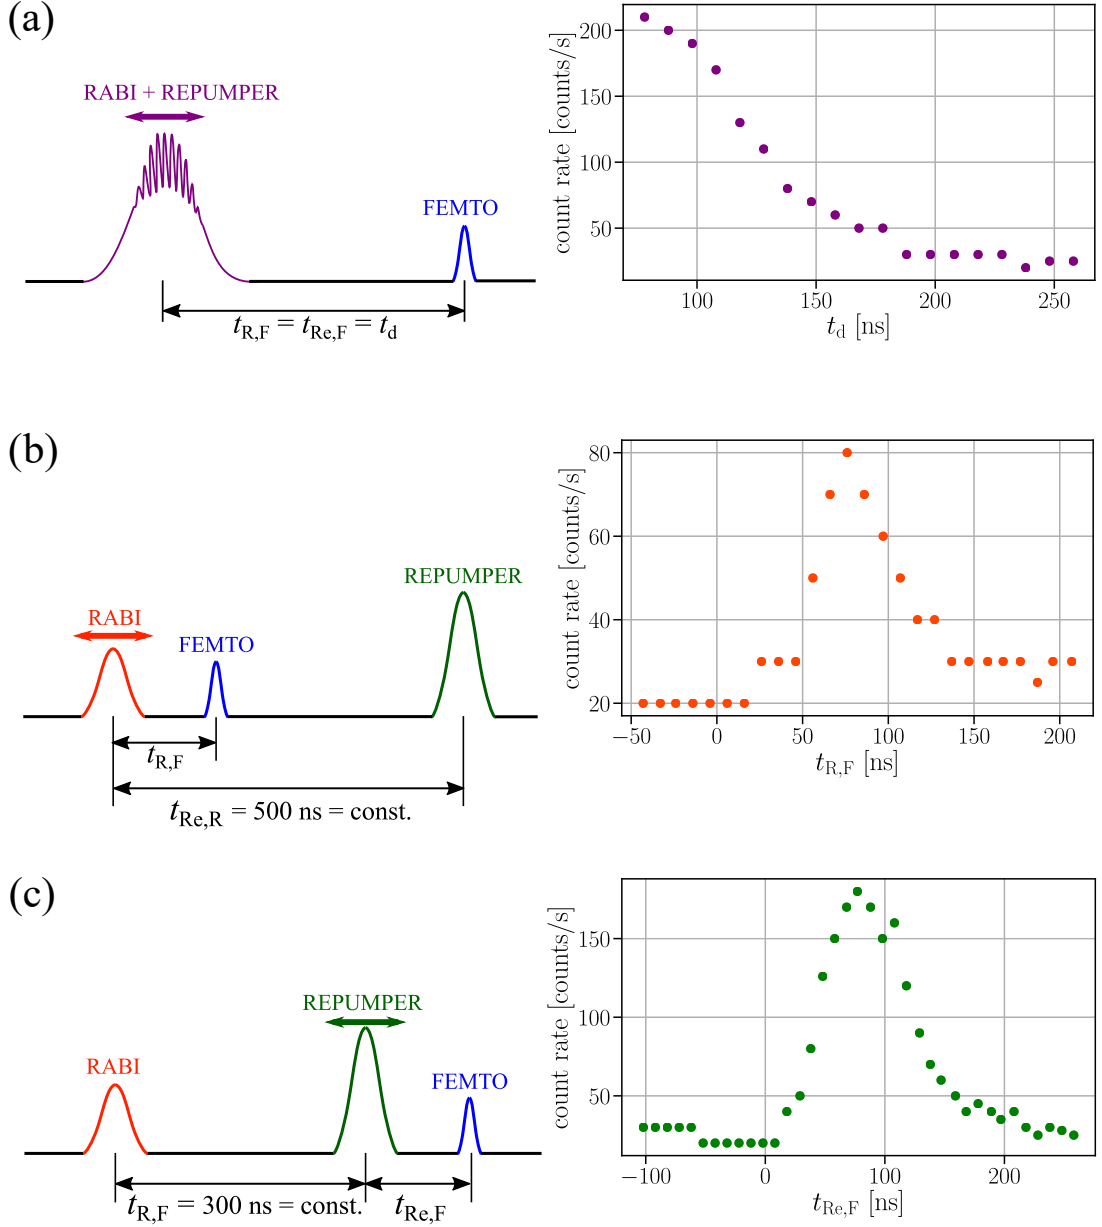 (a)
RABI + REPUMPER
FEMTO
t_R,F = t_Re,F = t_d
count rate [counts/s]
200
150
100
50
100 150 200 250
t_d [ns]
(b)
RABI
FEMTO
REPUMPER
t_R,F
t_Re,R = 500 ns = const.
count rate [counts/s]
80
60
40
20
−50 0 50 100 150 200
t_R,F [ns]
(c)
RABI
REPUMPER
FEMTO
t_R,F = 300 ns = const.
t_Re,F
count rate [counts/s]
150
100
50
−100 0 100 200
t_Re,F [ns]